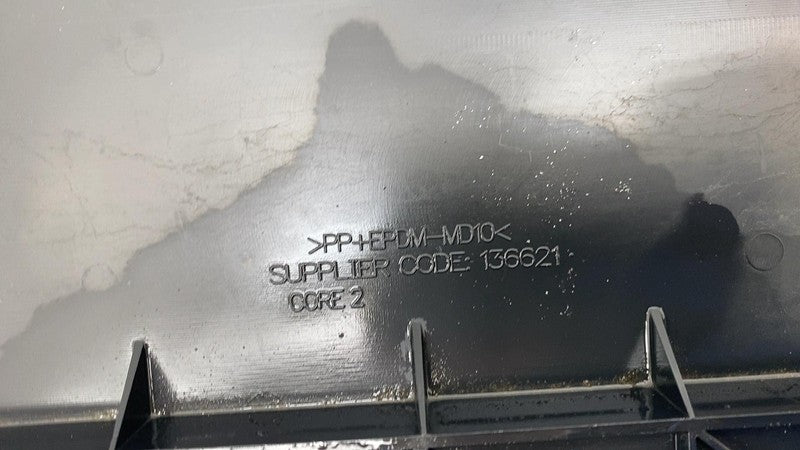 >PP+EPDM-MD10<
SUPPLIER CODE: 136621
CORE 2